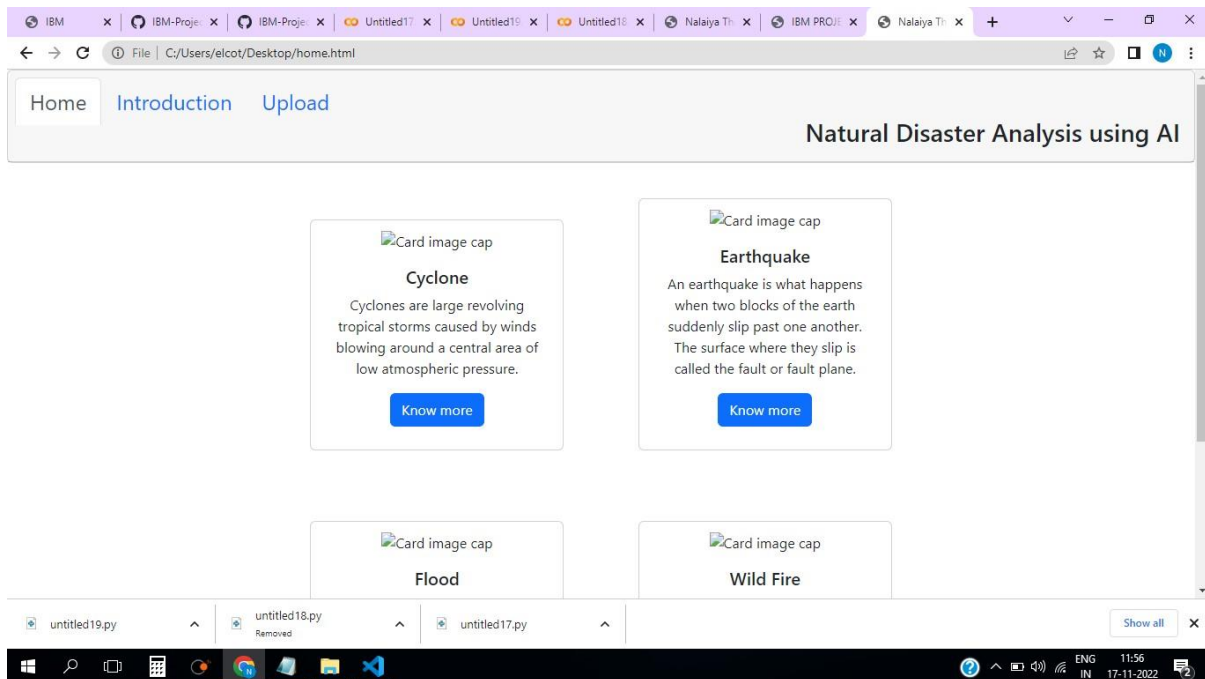 IBM
IBM-Projec
IBM-Projec
Untitled17.
Untitled19.
Untitled18
Nalaiya Th
IBM PROJE
Nalaiya Th
File | C:/Users/elcot/Desktop/home.html
N
Home Introduction Upload
Natural Disaster Analysis using AI
Card image cap
Cyclone
Cyclones are large revolving
tropical storms caused by winds
blowing around a central area of
low atmospheric pressure.
Know more
Card image cap
Earthquake
An earthquake is what happens
when two blocks of the earth
suddenly slip past one another.
The surface where they slip is
called the fault or fault plane.
Know more
Card image cap
Flood
Card image cap
Wild Fire
untitled19.py
untitled18.py
Removed
untitled17.py
Show all
ENG
IN
11:56
17-11-2022
2